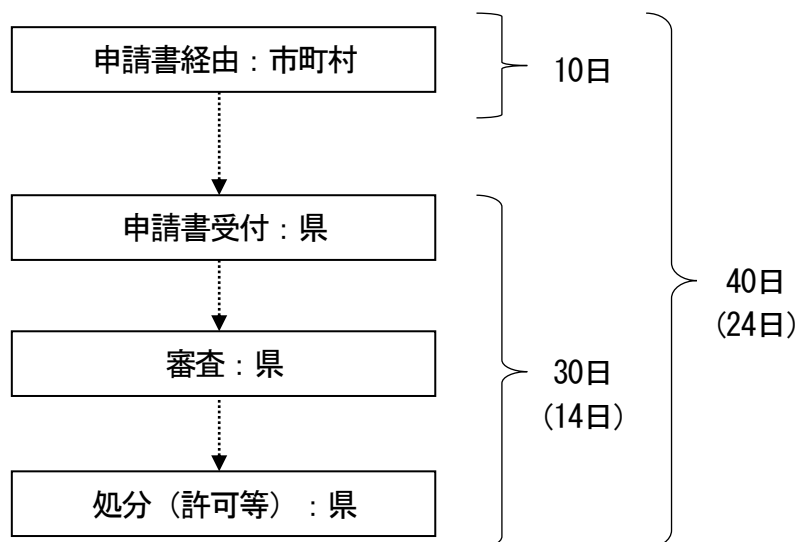 申請書経由：市町村
10日
申請書受付：県
40日
(24日)
審査：県
30日
(14日)
処分（許可等）：県